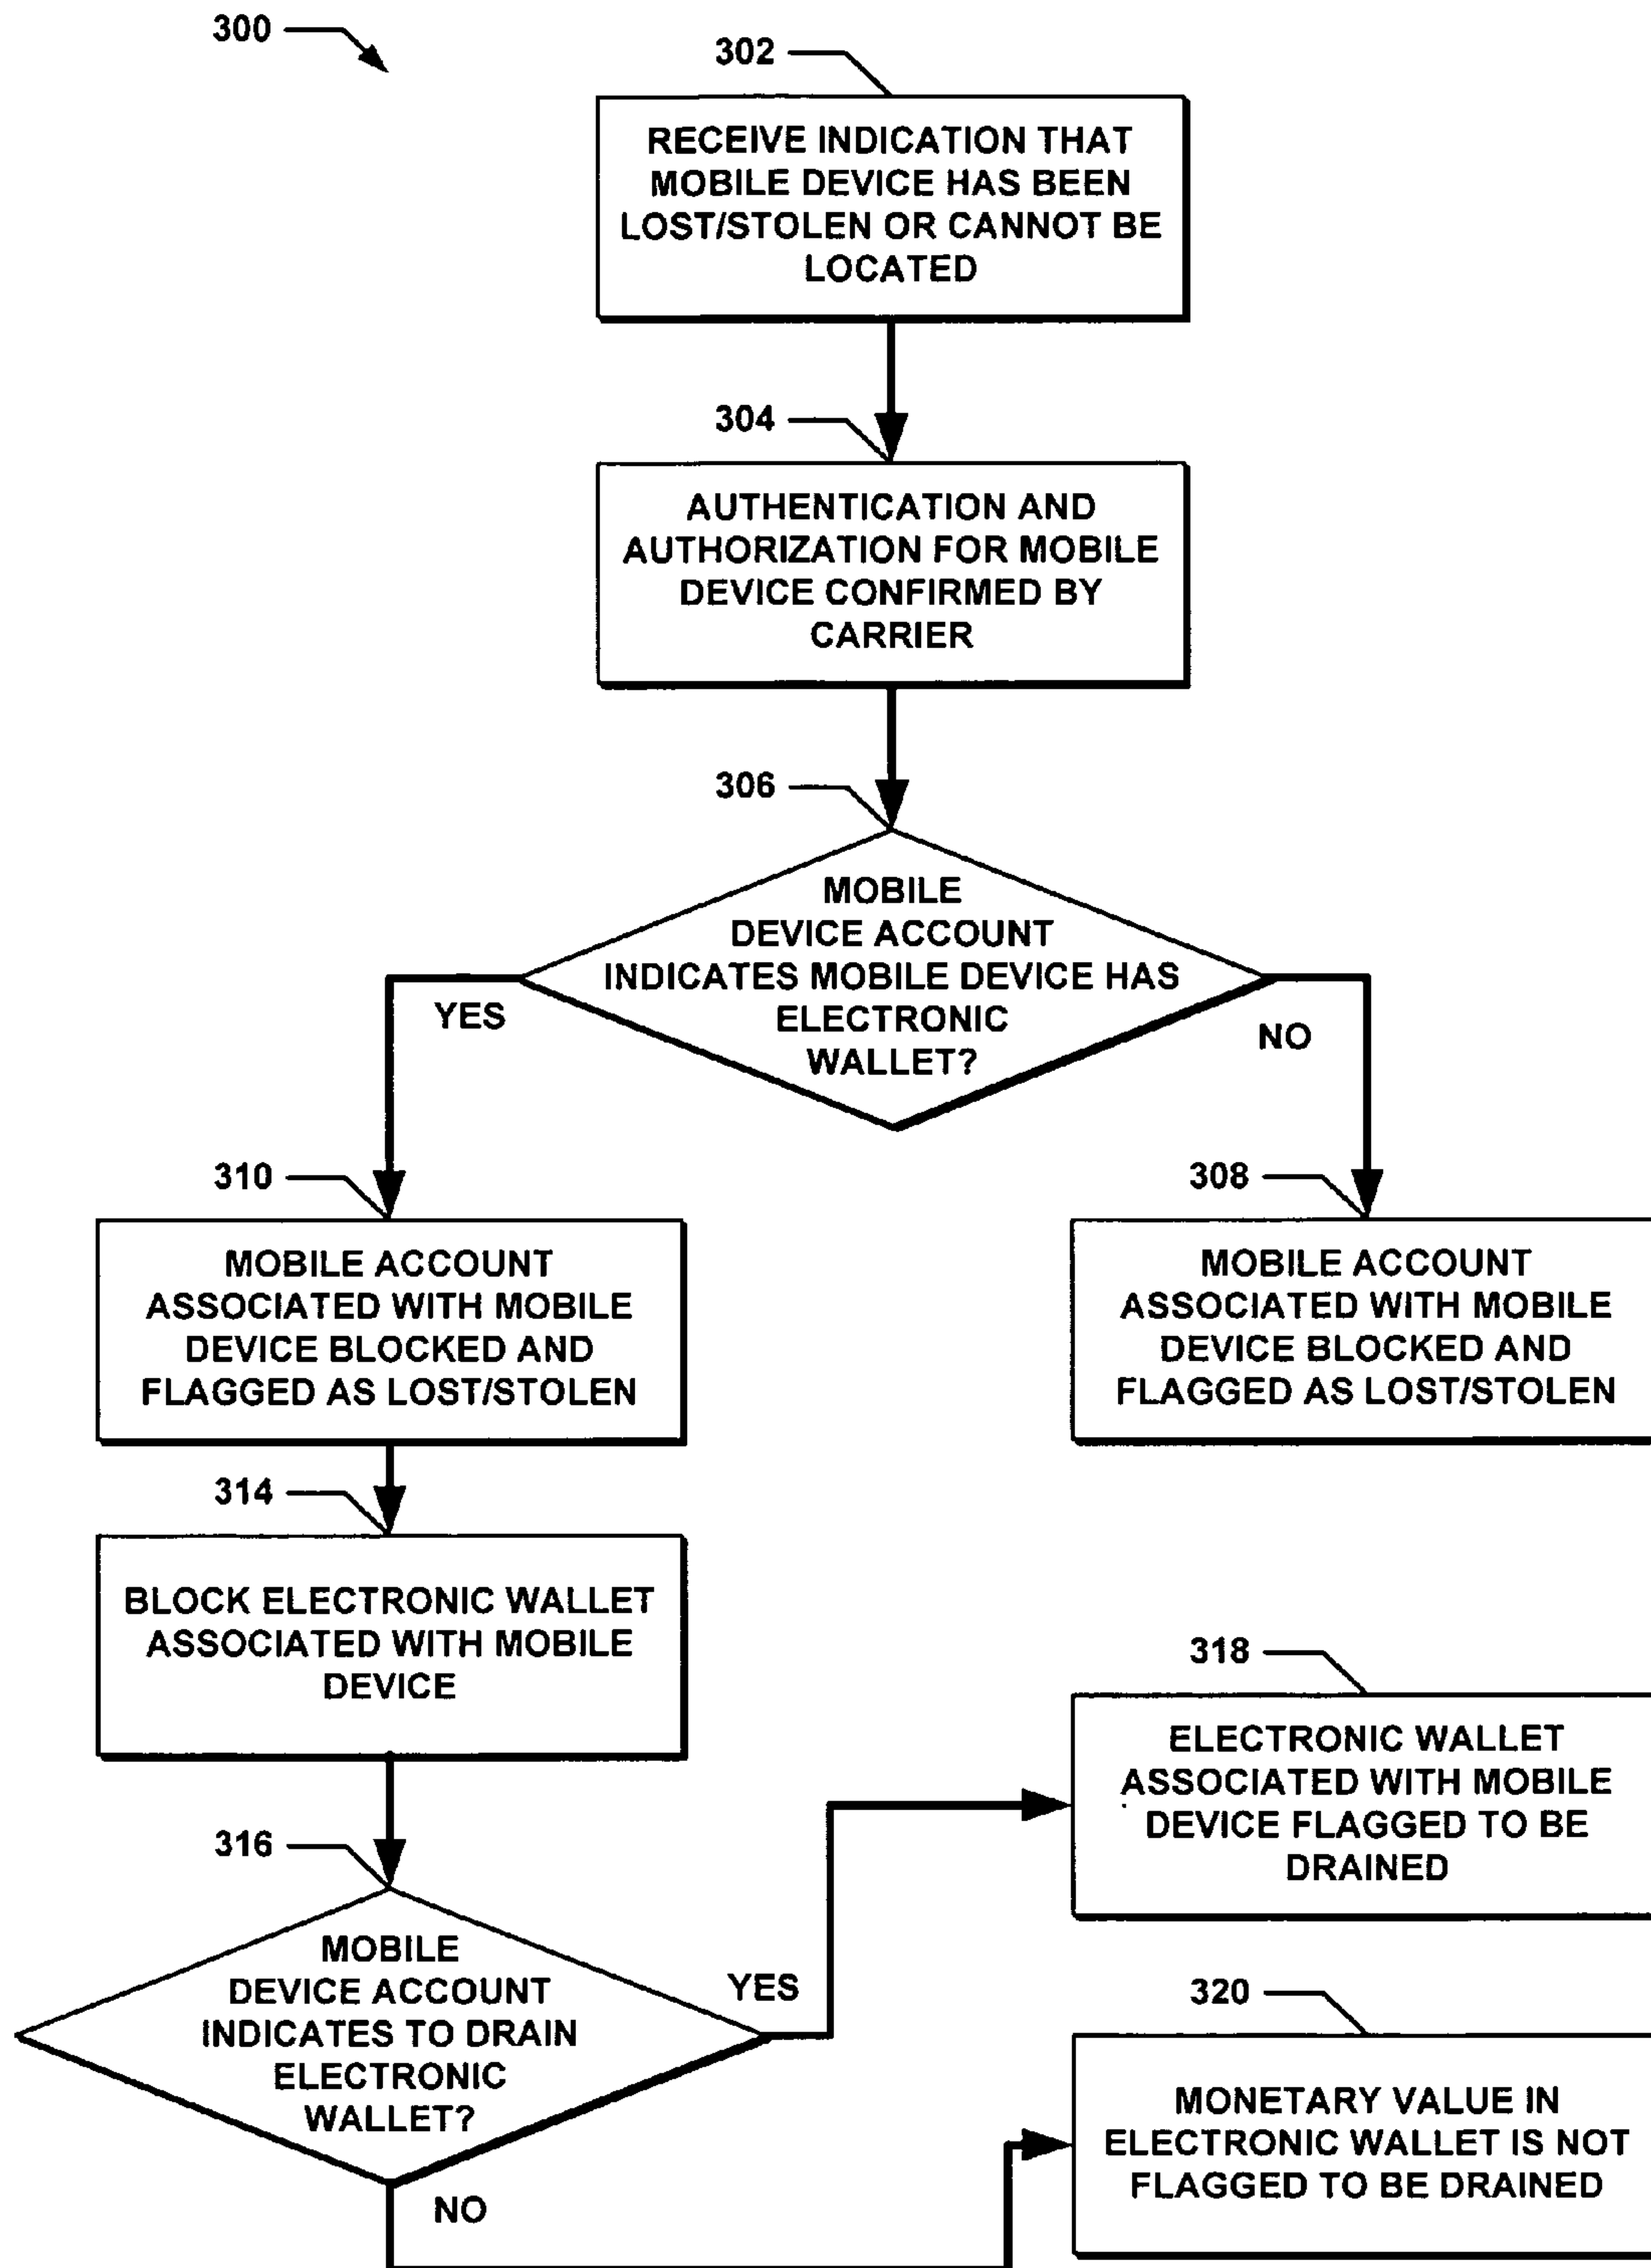 300
302
RECEIVE INDICATION THAT
MOBILE DEVICE HAS BEEN
LOST/STOLEN OR CANNOT BE
LOCATED
304
AUTHENTICATION AND
AUTHORIZATION FOR MOBILE
DEVICE CONFIRMED BY
CARRIER
306
MOBILE
DEVICE ACCOUNT
INDICATES MOBILE DEVICE HAS
ELECTRONIC
WALLET?
YES
NO
310
MOBILE ACCOUNT
ASSOCIATED WITH MOBILE
DEVICE BLOCKED AND
FLAGGED AS LOST/STOLEN
308
MOBILE ACCOUNT
ASSOCIATED WITH MOBILE
DEVICE BLOCKED AND
FLAGGED AS LOST/STOLEN
314
BLOCK ELECTRONIC WALLET
ASSOCIATED WITH MOBILE
DEVICE
316
MOBILE
DEVICE ACCOUNT
INDICATES TO DRAIN
ELECTRONIC
WALLET?
YES
NO
318
ELECTRONIC WALLET
ASSOCIATED WITH MOBILE
DEVICE FLAGGED TO BE
DRAINED
320
MONETARY VALUE IN
ELECTRONIC WALLET IS NOT
FLAGGED TO BE DRAINED